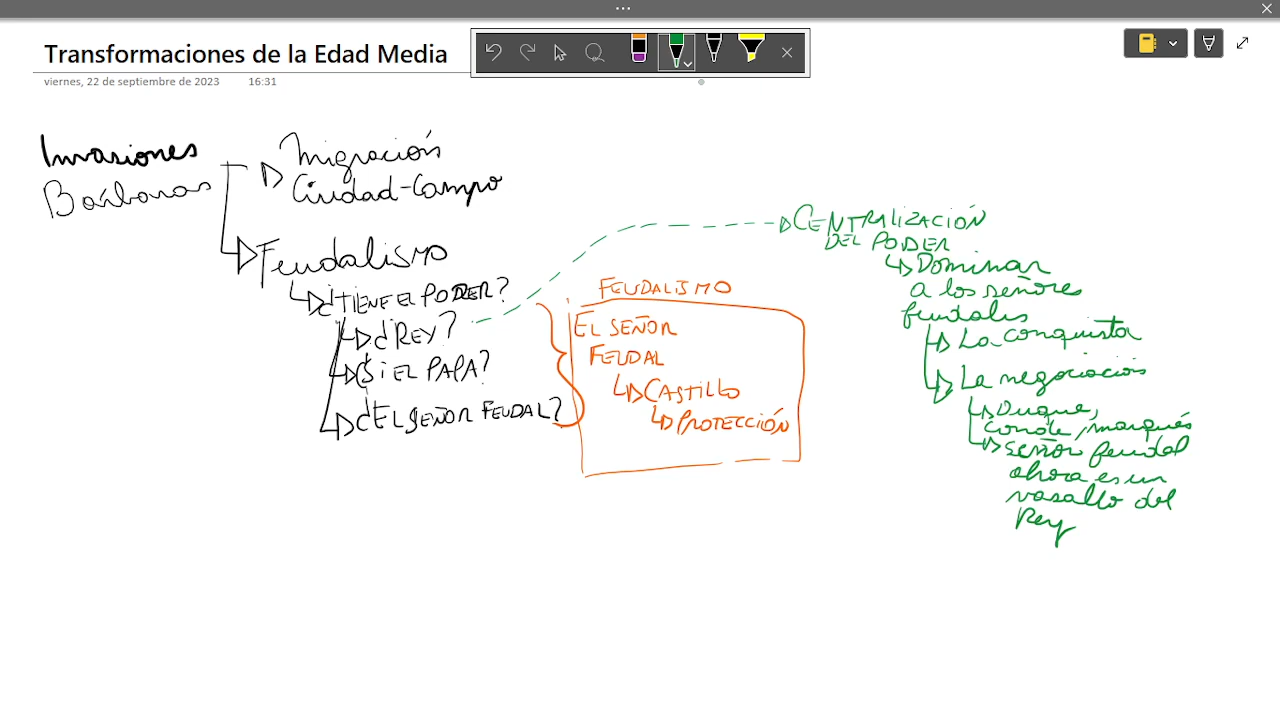 Transformaciones de la Edad Media
viernes, 22 de septiembre de 2023 16:31
Invasiones
Bárbaras
Migración
Ciudad-Campo
Feudalismo
¿TIENE EL PODER?
¿REY?
¿EL PAPA?
¿EL SEÑOR FEUDAL?
FEUDALISMO
EL SEÑOR
FEUDAL
CASTILLO
PROTECCIÓN
CENTRALIZACIÓN
DEL PODER
Dominar
a los señores
feudales
La conquista
La negociación
Duque,
conde, marqués
señor feudal
ahora es un
vasallo del
Rey